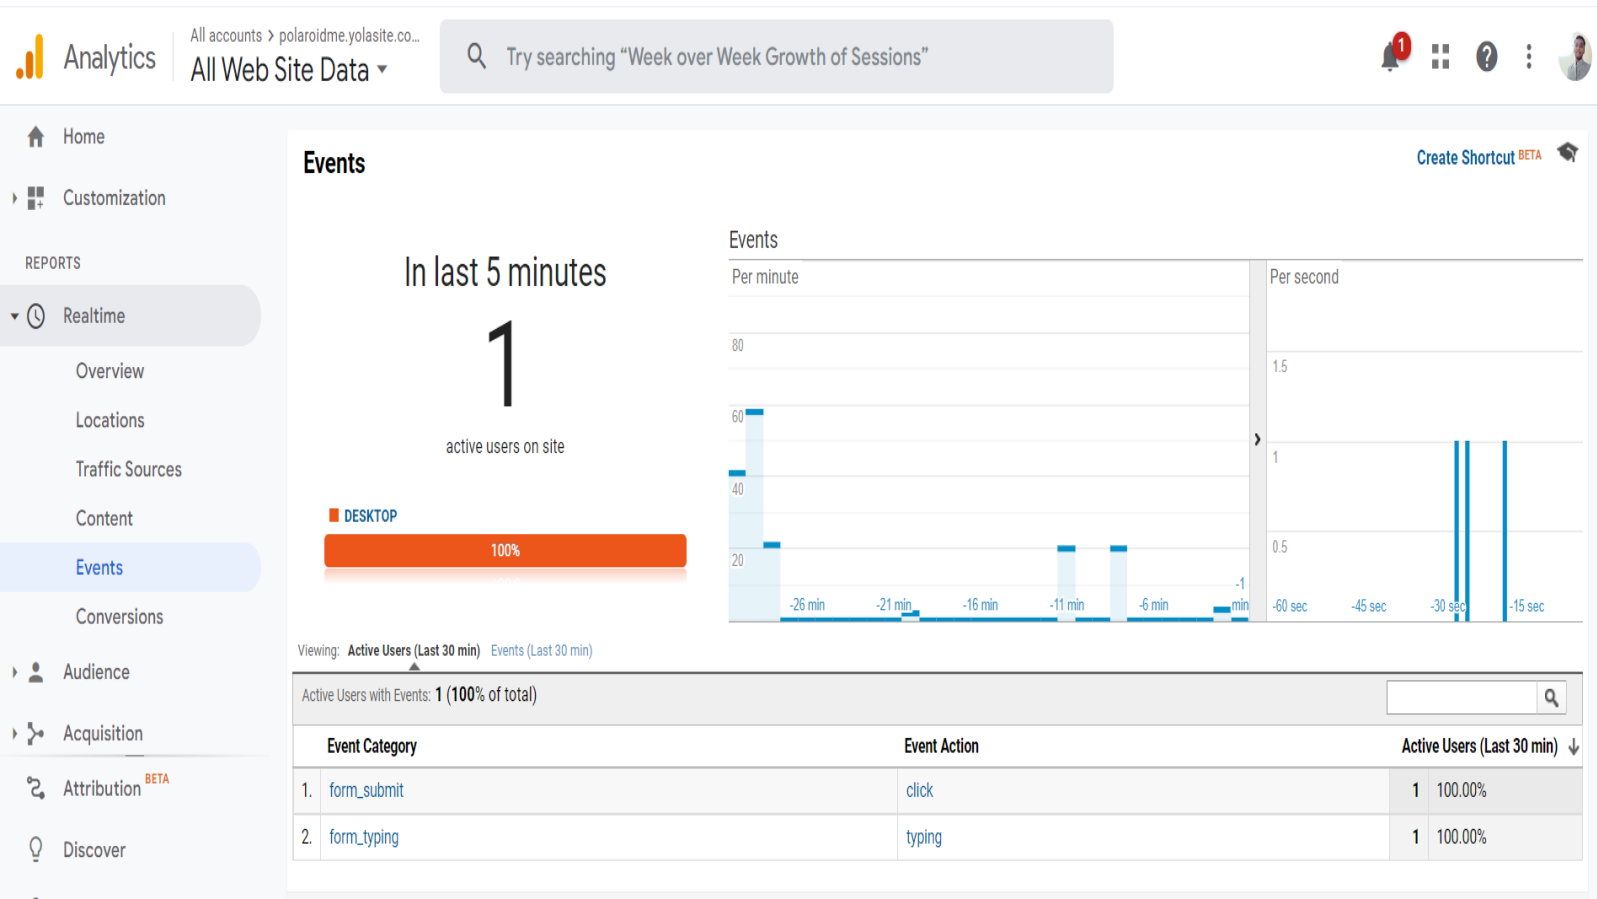 Analytics
All accounts > polaroidme.yolasite.co...
All Web Site Data
Try searching “Week over Week Growth of Sessions”
1
Home
Customization
REPORTS
Realtime
Overview
Locations
Traffic Sources
Content
Events
Conversions
Audience
Acquisition
Attribution BETA
Discover
Events
Create Shortcut BETA
In last 5 minutes
1
active users on site
DESKTOP
100%
Events
Per minute
80
60
40
20
-26 min
-21 min
-16 min
-11 min
-6 min
-1
min
Per second
1.5
1
0.5
-60 sec
-45 sec
-30 sec
-15 sec
Viewing: Active Users (Last 30 min) Events (Last 30 min)
Active Users with Events: 1 (100% of total)
Event Category Event Action Active Users (Last 30 min)
1. form_submit click 1 100.00%
2. form_typing typing 1 100.00%